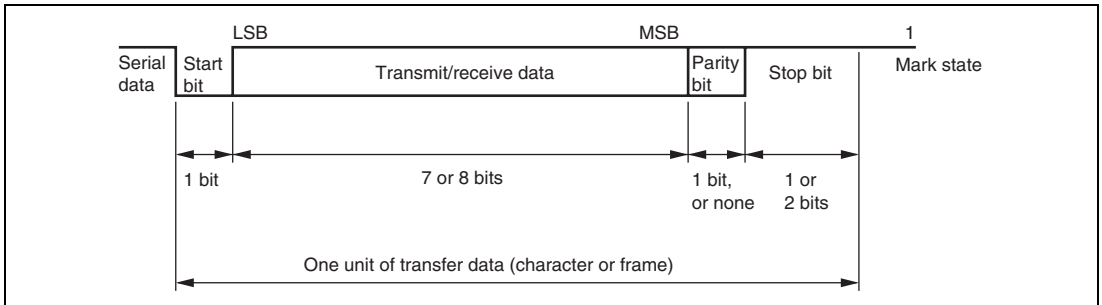 LSB MSB 1
Serial data
Start bit
Transmit/receive data
Parity bit
Stop bit
Mark state
1 bit
7 or 8 bits
1 bit, or none
1 or 2 bits
One unit of transfer data (character or frame)